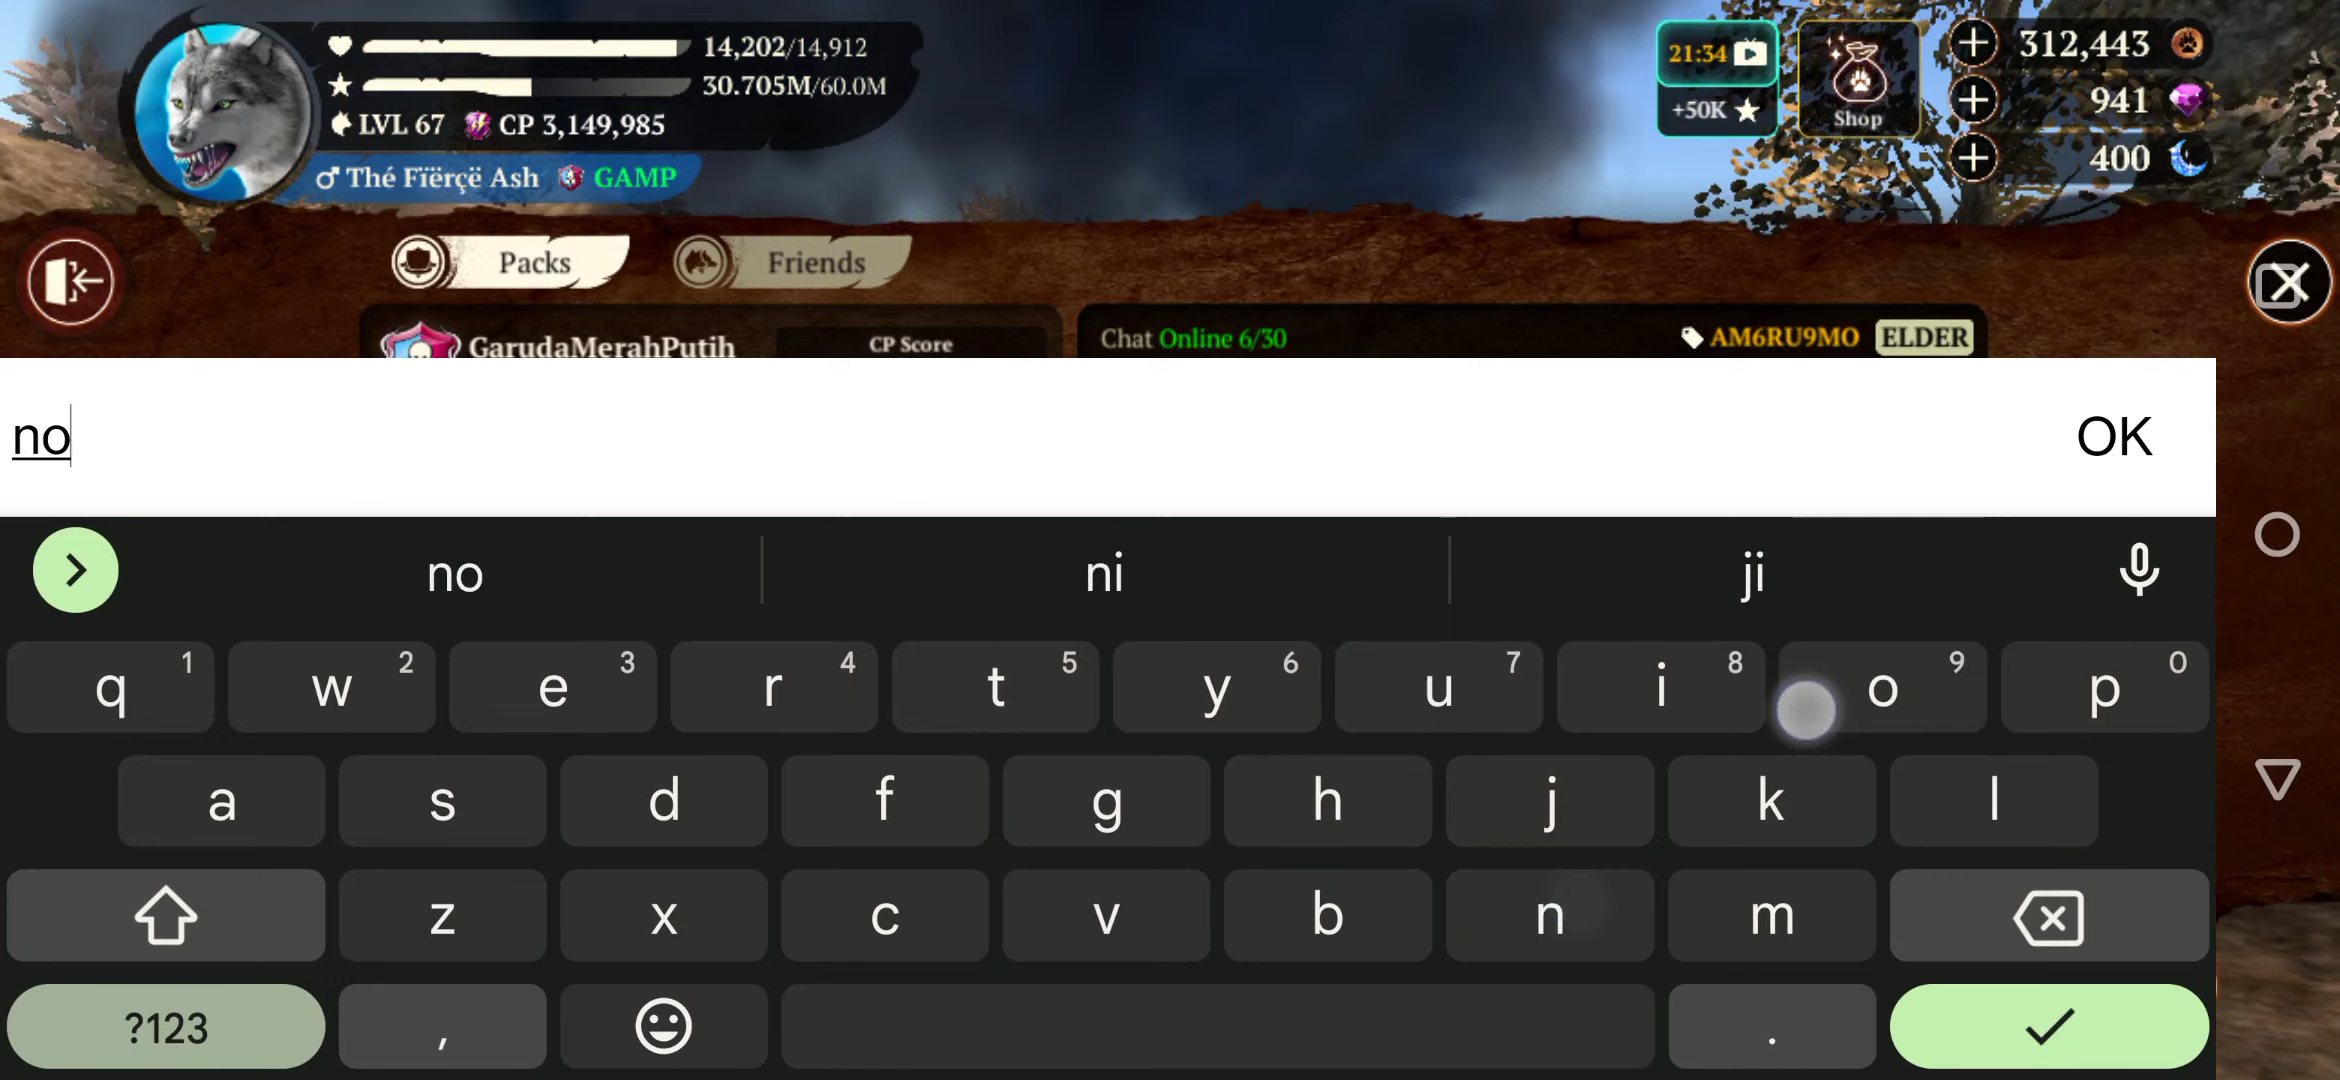 14,202/14,912
30.705M/60.0M
LVL 67 CP 3,149,985
Thé Fïërçë Ash GAMP
21:34
+50K
Shop
312,443
941
400
Packs
Friends
GarudaMerahPutih
CP Score
Chat Online 6/30
AM6RU9MO ELDER
no
OK
no
ni
ji
q 1 w 2 e 3 r 4 t 5 y 6 u 7 i 8 o 9 p 0
a s d f g h j k l
z x c v b n m
?123 , .